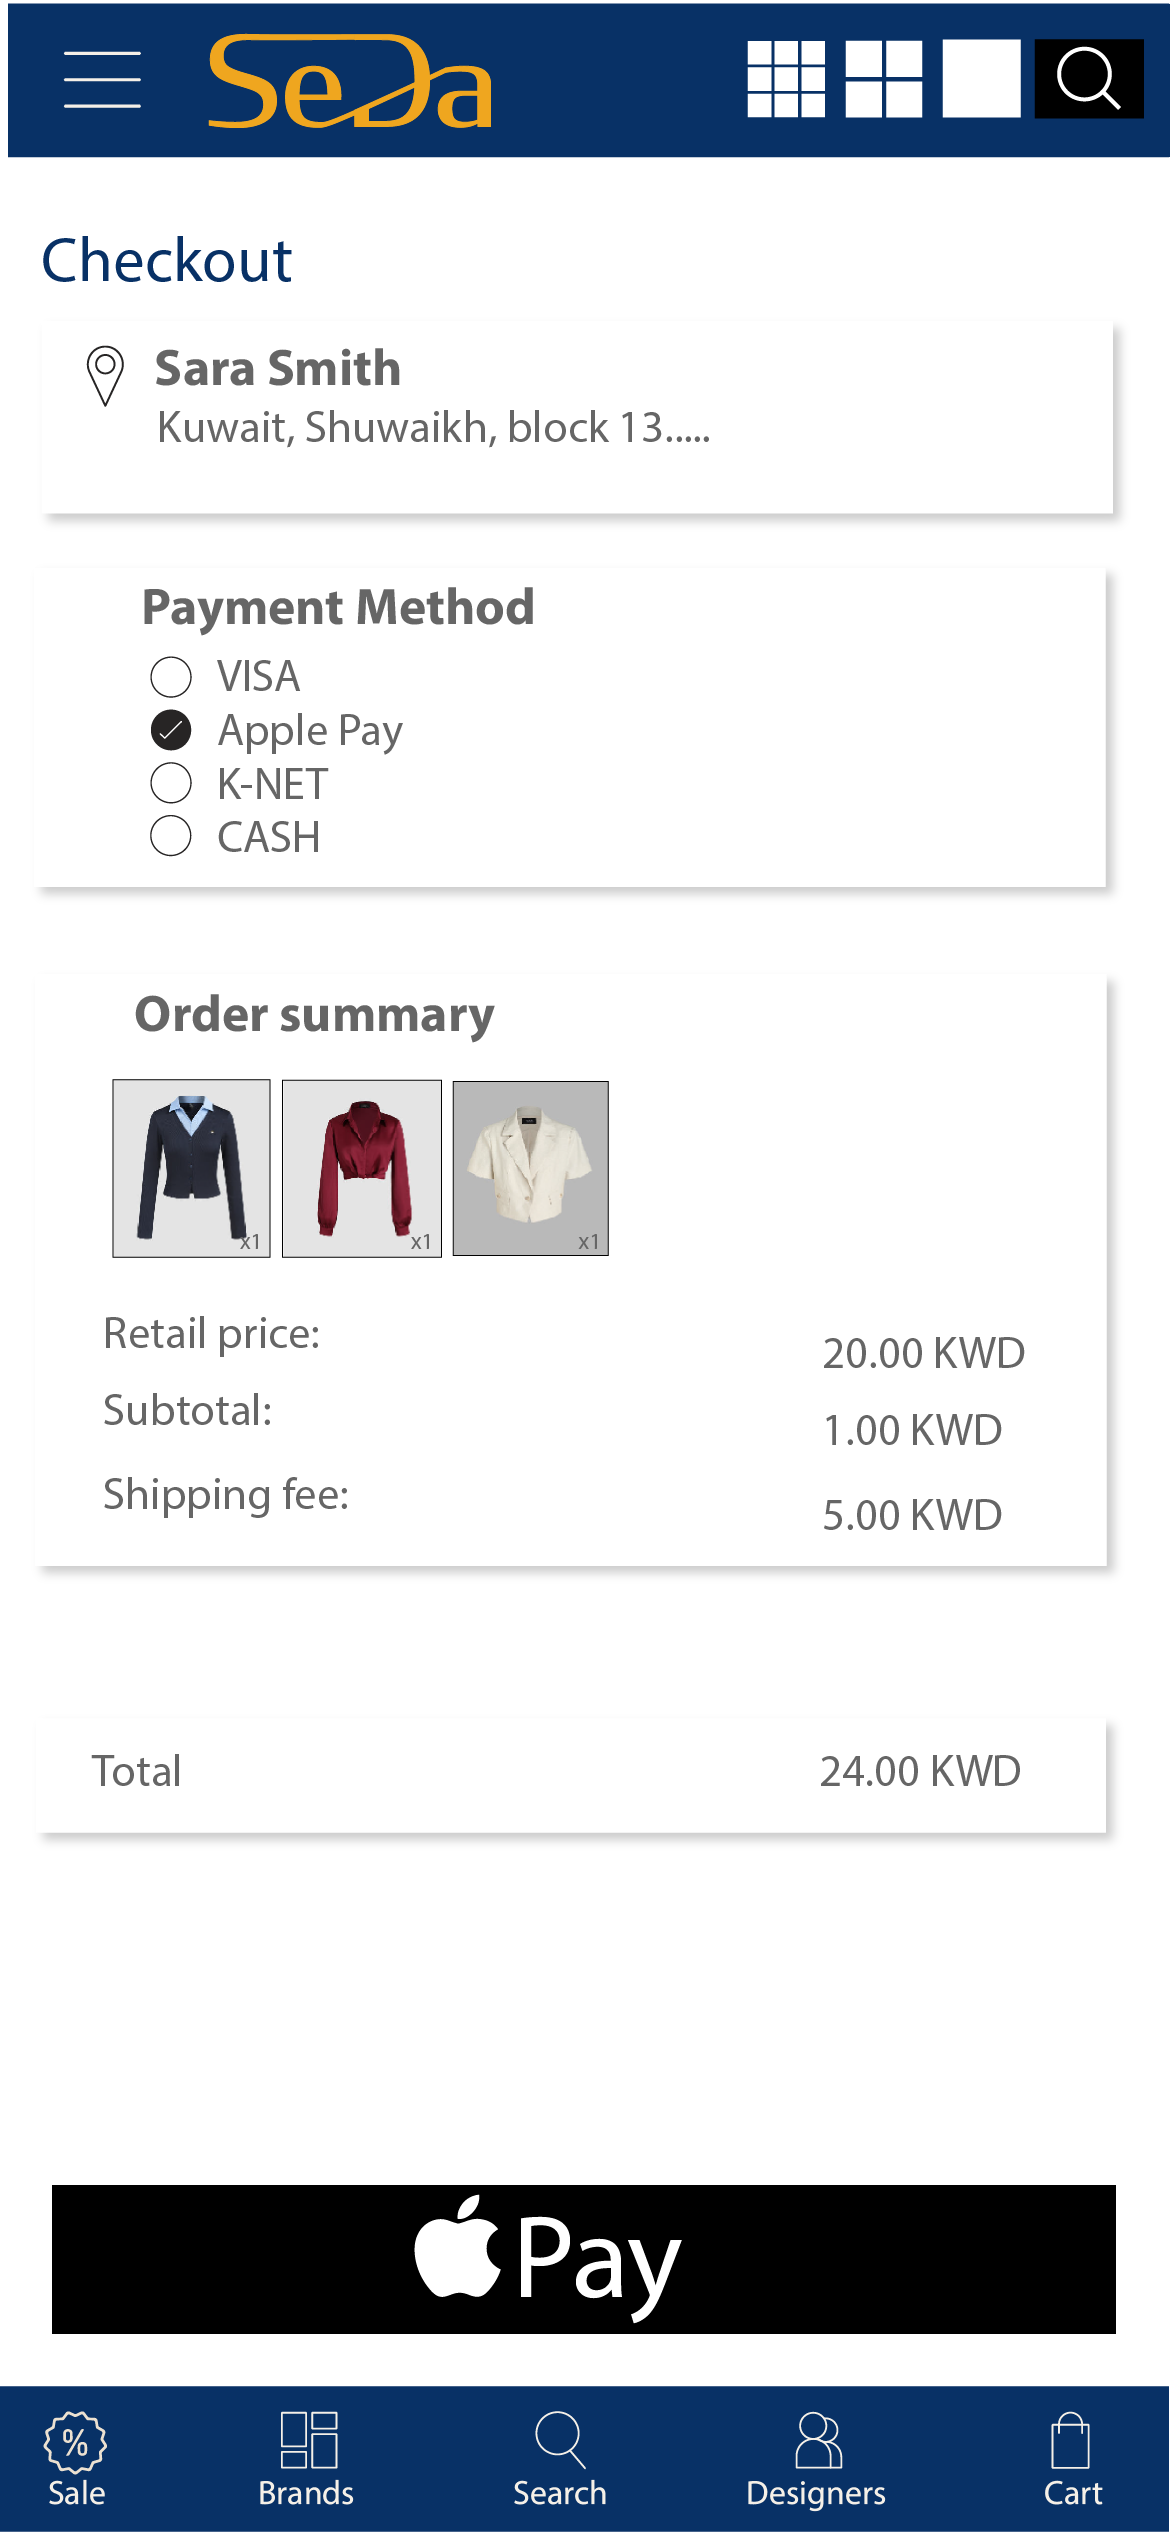 SeDa
Checkout
Sara Smith
Kuwait, Shuwaikh, block 13.....
Payment Method
VISA
Apple Pay
K-NET
CASH
Order summary
x1 x1 x1
Retail price: 20.00 KWD
Subtotal: 1.00 KWD
Shipping fee: 5.00 KWD
Total 24.00 KWD
Pay
%
Sale Brands Search Designers Cart